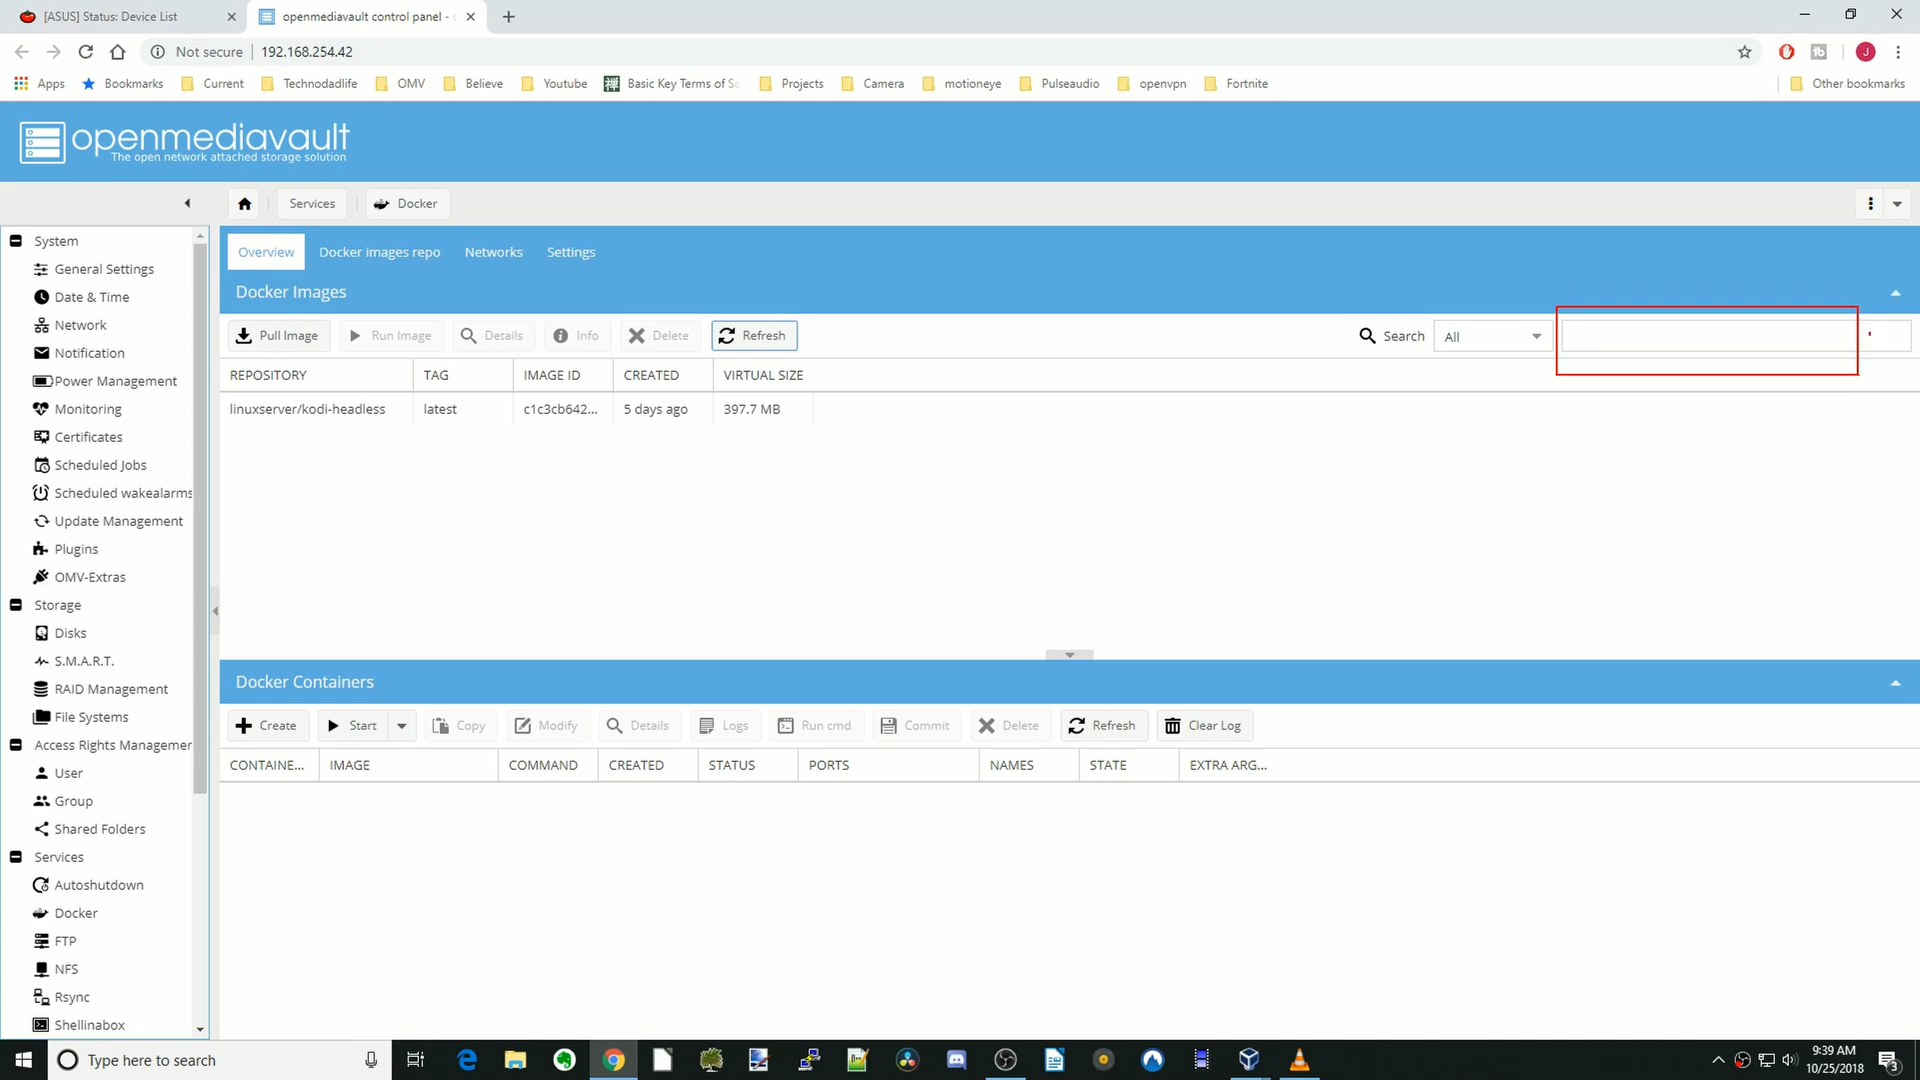 [ASUS] Status: Device List
openmediavault control panel -
Not secure
192.168.254.42
J
Apps
Bookmarks
Current
Technodadlife
OMV
Believe
Youtube
Basic Key Terms of Sc
Projects
Camera
motioneye
Pulseaudio
openvpn
Fortnite
Other bookmarks
openmediavault
The open network attached storage solution
Services
Docker
System
General Settings
Date & Time
Network
Notification
Power Management
Monitoring
Certificates
Scheduled Jobs
Scheduled wakealarms
Update Management
Plugins
OMV-Extras
Storage
Disks
S.M.A.R.T.
RAID Management
File Systems
Access Rights Managemer
User
Group
Shared Folders
Services
Autoshutdown
Docker
FTP
NFS
Rsync
Shellinabox
Overview
Docker images repo
Networks
Settings
Docker Images
Pull Image
Run Image
Details
Info
Delete
Refresh
Search
All
REPOSITORY
TAG
IMAGE ID
CREATED
VIRTUAL SIZE
linuxserver/kodi-headless
latest
c1c3cb642...
5 days ago
397.7 MB
Docker Containers
Create
Start
Copy
Modify
Details
Logs
Run cmd
Commit
Delete
Refresh
Clear Log
CONTAINE...
IMAGE
COMMAND
CREATED
STATUS
PORTS
NAMES
STATE
EXTRA ARG...
Type here to search
9:39 AM
10/25/2018
3